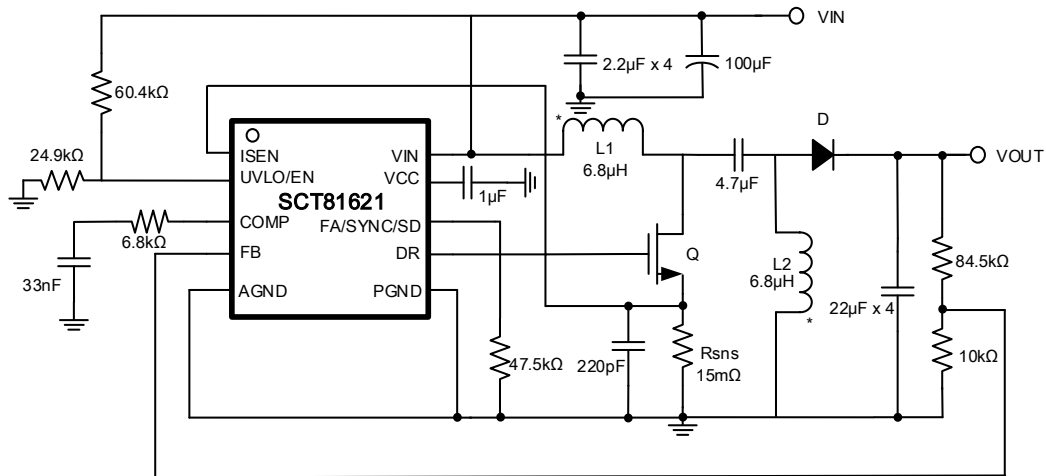 VIN
2.2µF x 4
100µF
60.4kΩ
24.9kΩ
ISEN
UVLO/EN
COMP
FB
AGND
SCT81621
VIN
VCC
FA/SYNC/SD
DR
PGND
6.8kΩ
33nF
1µF
*
L1
6.8µH
4.7µF
D
VOUT
Q
L2
6.8µH
*
22µF x 4
84.5kΩ
10kΩ
47.5kΩ
220pF
Rsns
15mΩ